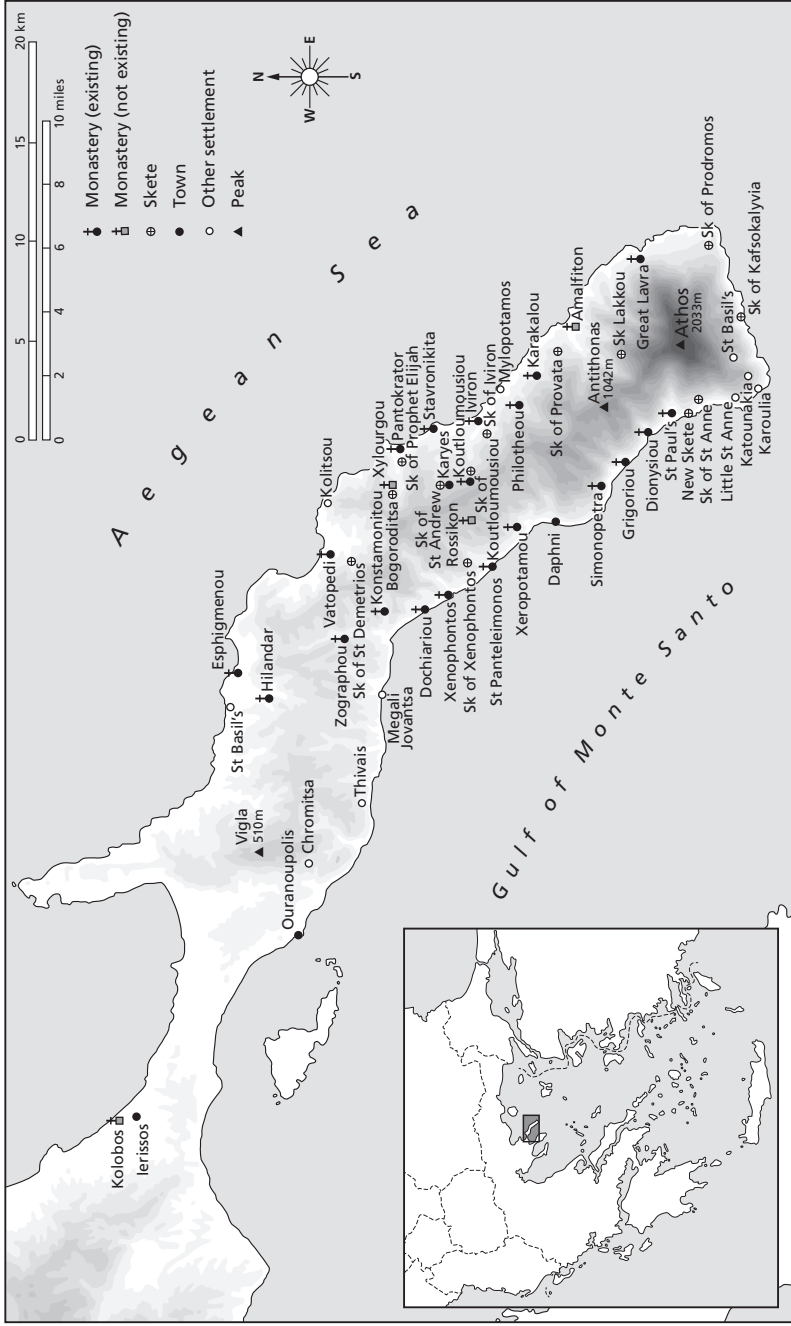 0
5
10
15
20 km
0
2
4
6
8
10 miles
Monastery (existing)
Monastery (not existing)
Skete
Town
Other settlement
Peak
N
E
S
W
Aegean Sea
Gulf of Monte Santo
Kolobos
Ierissos
Ouranoupolis
Chromitsa
Vigla
510m
Thivais
St Basil's
Hilandar
Esphigmenou
Megali
Jovantsa
Zographou
Sk of St Demetrios
Vatopedi
Kolitsou
Konstamonitou
Bogoroditsa
Xylourgou
Pantokrator
Sk of Prophet Elijah
Stavronikita
Dochiariou
Xenophontos
Sk of Xenophontos
St Panteleimonos
Sk of
St Andrew
Karyes
Rossikon
Koutloumousiou
Sk of
Koutloumousiou
Iviron
Sk of Iviron
Mylopotamos
Xeropotamou
Philotheou
Karakalou
Daphni
Sk of Provata
Amalfiton
Simonopetra
Antithonas
1042m
Grigoriou
Sk Lakkou
Great Lavra
Dionysiou
St Paul's
New Skete
Sk of St Anne
Little St Anne
Athos
2033m
Katounákia
Karoulia
St Basil's
Sk of Kafsokalyvia
Sk of Prodromos